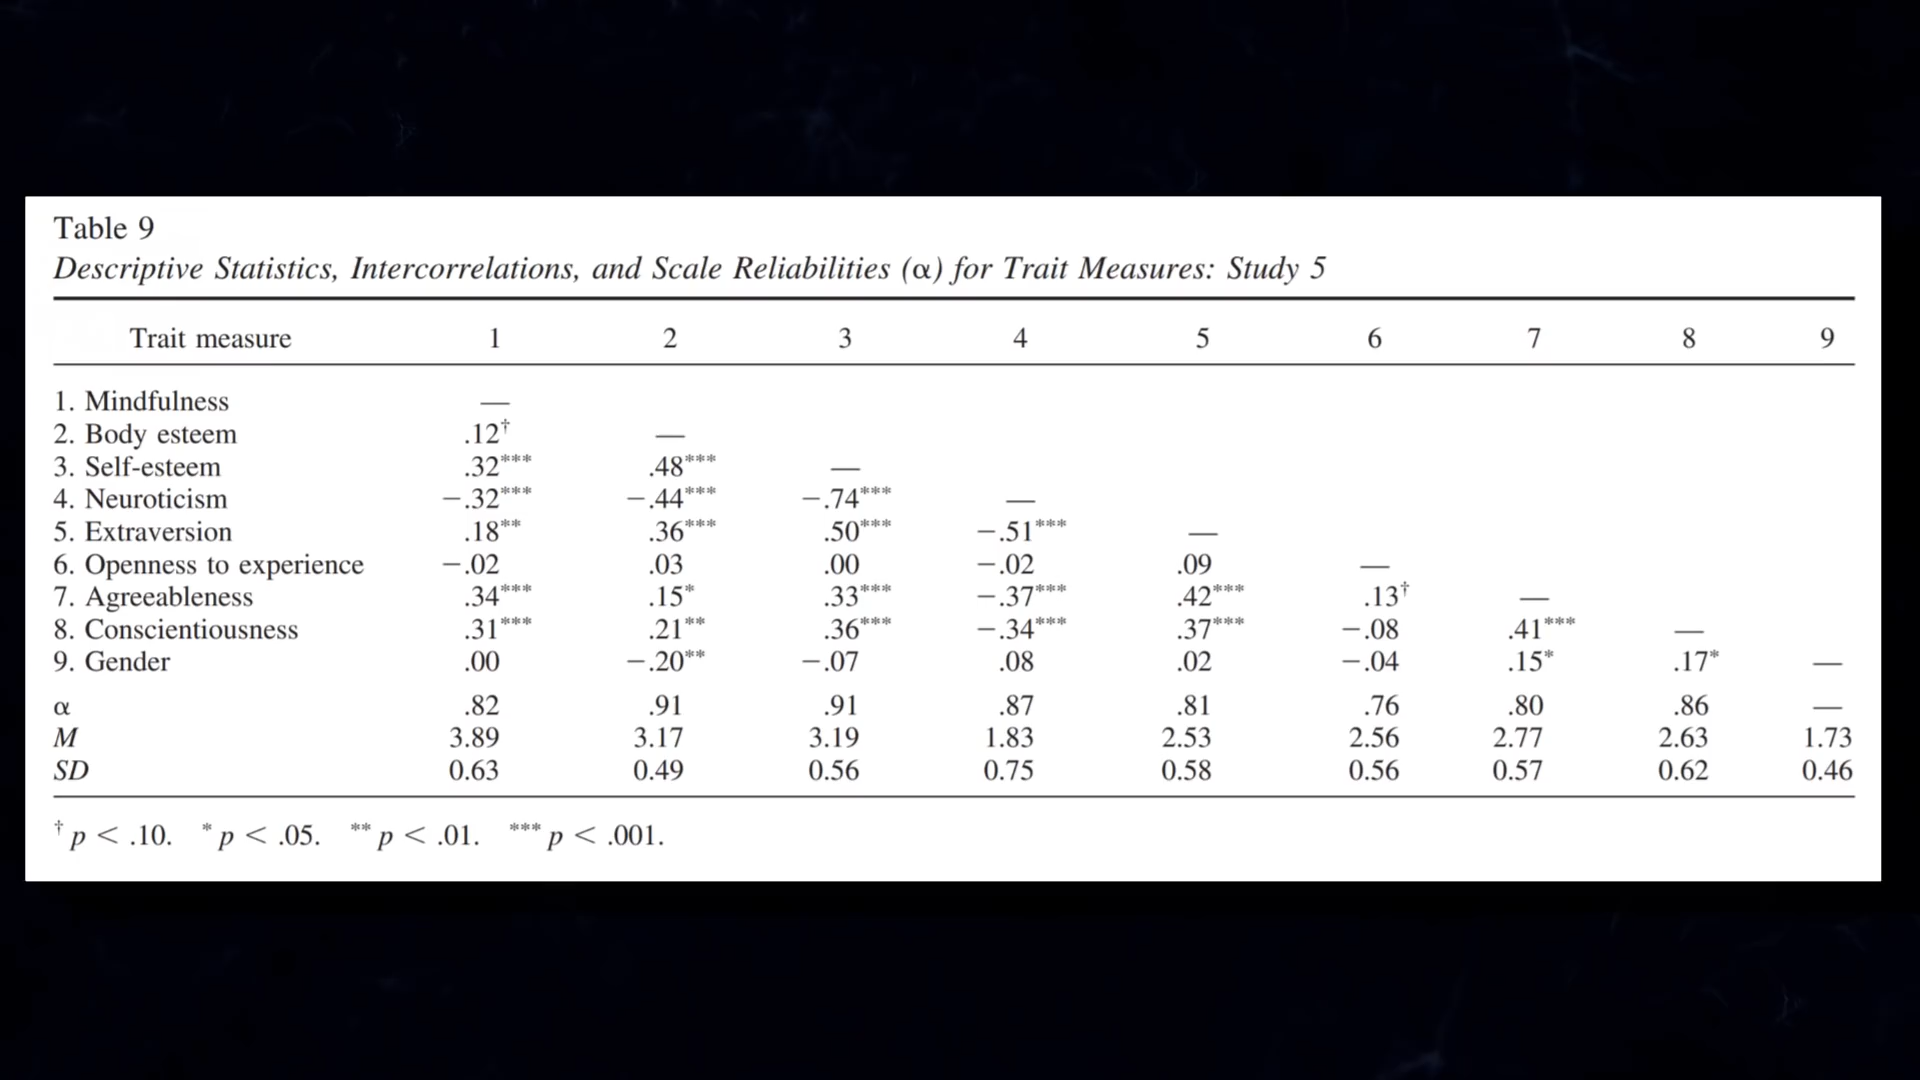 Table 9
Descriptive Statistics, Intercorrelations, and Scale Reliabilities (α) for Trait Measures: Study 5
Trait measure 1 2 3 4 5 6 7 8 9
1. Mindfulness —
2. Body esteem .12† —
3. Self-esteem .32*** .48*** —
4. Neuroticism −.32*** −.44*** −.74*** —
5. Extraversion .18** .36*** .50*** −.51*** —
6. Openness to experience −.02 .03 .00 −.02 .09 —
7. Agreeableness .34*** .15* .33*** −.37*** .42*** .13† —
8. Conscientiousness .31*** .21** .36*** −.34*** .37*** −.08 .41*** —
9. Gender .00 −.20** −.07 .08 .02 −.04 .15* .17* —
α .82 .91 .91 .87 .81 .76 .80 .86 —
M 3.89 3.17 3.19 1.83 2.53 2.56 2.77 2.63 1.73
SD 0.63 0.49 0.56 0.75 0.58 0.56 0.57 0.62 0.46
† p < .10. * p < .05. ** p < .01. *** p < .001.